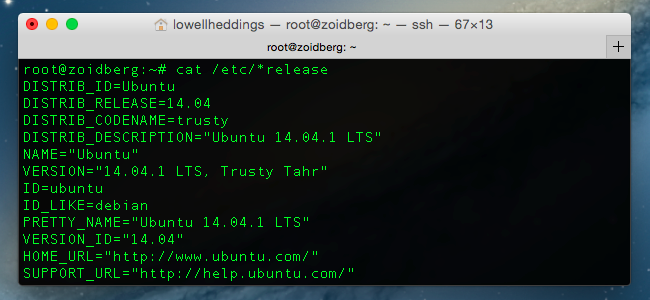 lowellheddings — root@zoidberg: ~ — ssh — 67×13
root@zoidberg: ~ +
root@zoidberg:~# cat /etc/*release
DISTRIB_ID=Ubuntu
DISTRIB_RELEASE=14.04
DISTRIB_CODENAME=trusty
DISTRIB_DESCRIPTION="Ubuntu 14.04.1 LTS"
NAME="Ubuntu"
VERSION="14.04.1 LTS, Trusty Tahr"
ID=ubuntu
ID_LIKE=debian
PRETTY_NAME="Ubuntu 14.04.1 LTS"
VERSION_ID="14.04"
HOME_URL="http://www.ubuntu.com/"
SUPPORT_URL="http://help.ubuntu.com/"